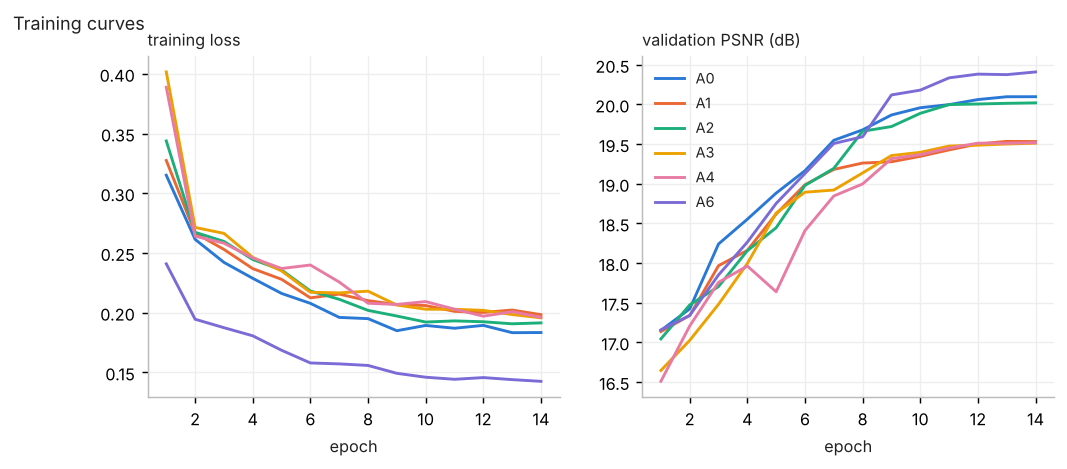 Training curves
training loss
0.40
0.35
0.30
0.25
0.20
0.15
2 4 6 8 10 12 14
epoch
validation PSNR (dB)
20.5
20.0
19.5
19.0
18.5
18.0
17.5
17.0
16.5
A0
A1
A2
A3
A4
A6
2 4 6 8 10 12 14
epoch